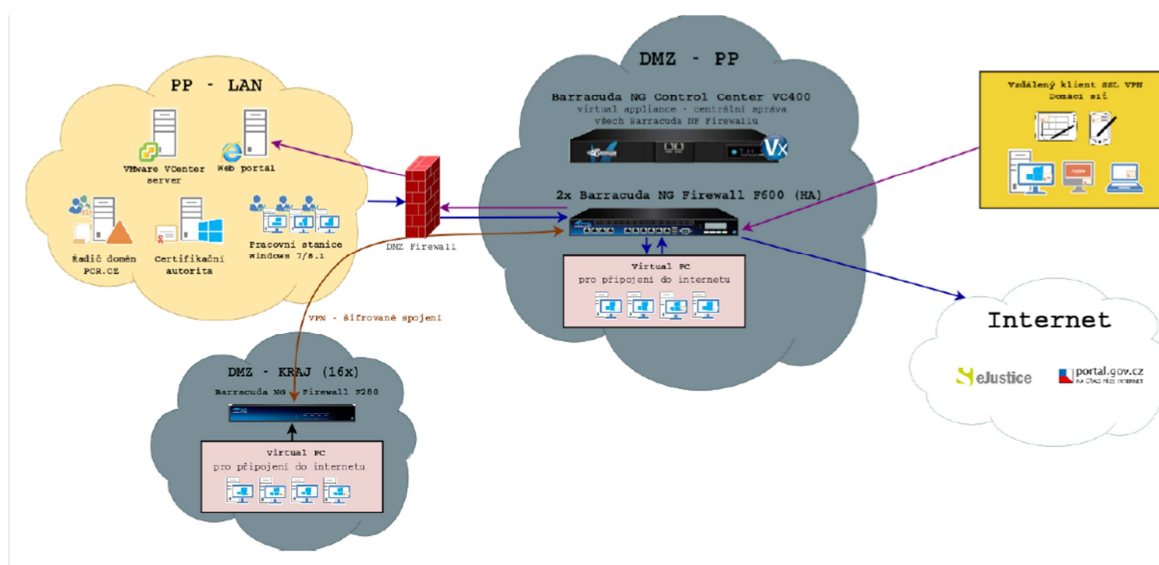 PP - LAN
VMware VCenter
server
Web portál
Řadič domén
PCR.CZ
Certifikační
autorita
Pracovní stanice
Windows 7/8.1
DMZ Firewall
DMZ - PP
Barracuda NG Control Center VC400
virtual appliance - centrální správa
všech Barracuda NF Firewallu
Vx
2x Barracuda NG Firewall F600 (HA)
Virtual PC
pro připojení do internetu
Vzdálený klient SSL VPN
Domácí síť
Internet
eJustice
portal.gov.cz
VPN - šifrované spojení
DMZ - KRAJ (16x)
Barracuda NG - Firewall F280
Virtual PC
pro připojení do internetu